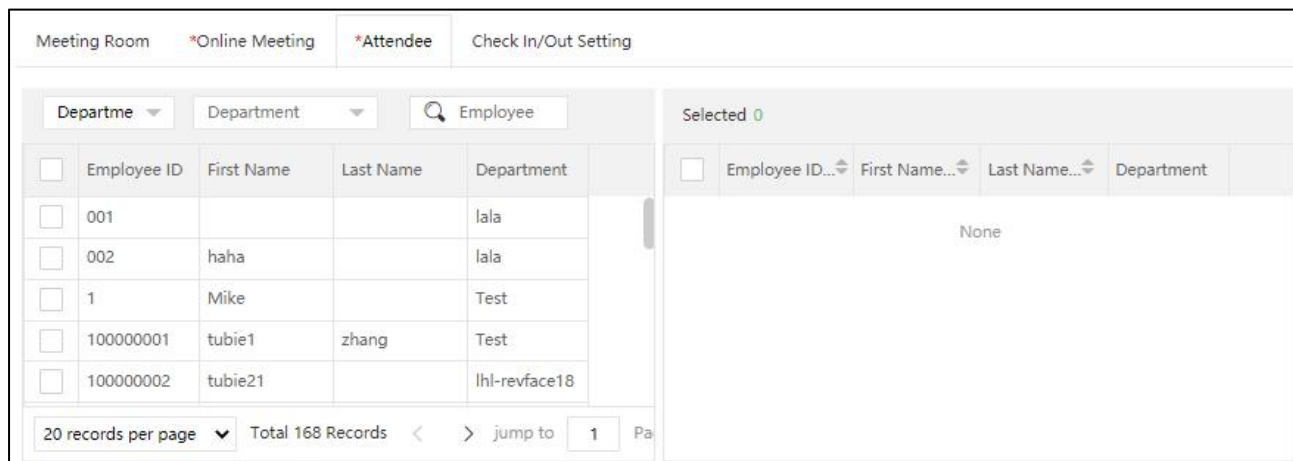 Meeting Room *Online Meeting *Attendee Check In/Out Setting
Departme Department Employee
Selected 0
Employee ID First Name Last Name Department
Employee ID... First Name... Last Name... Department
001 lala
002 haha lala
1 Mike Test
100000001 tubie1 zhang Test
100000002 tubie21 lhl-revface18
None
20 records per page Total 168 Records < > jump to 1 Pa